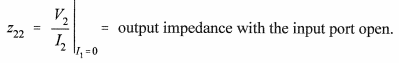 z₂₂ = V₂/I₂ |I₁=0 = output impedance with the input port open.